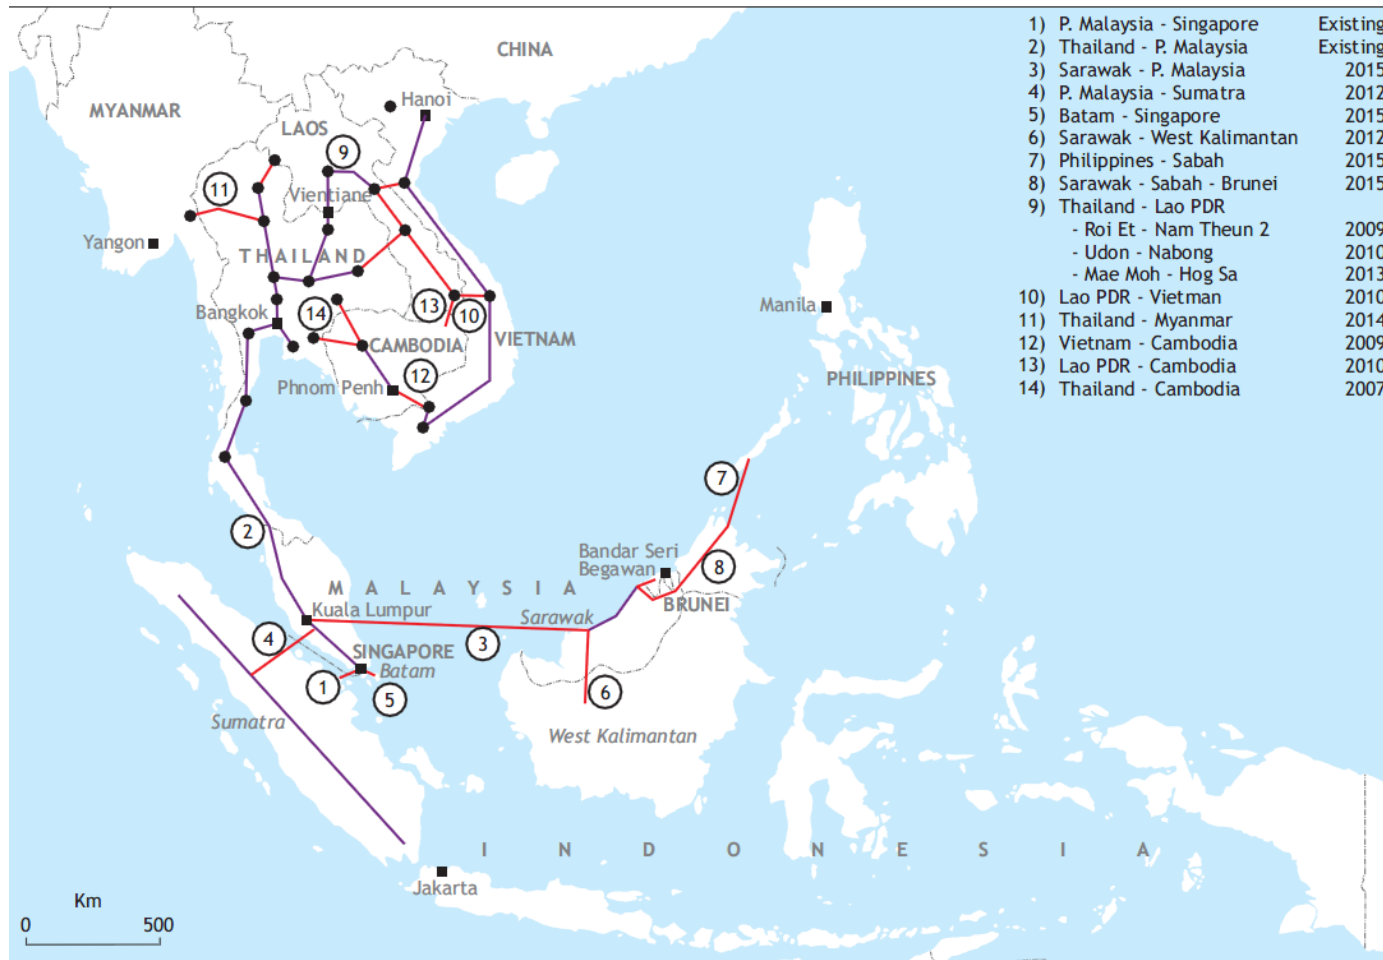 1) P. Malaysia - Singapore Existing
2) Thailand - P. Malaysia Existing
3) Sarawak - P. Malaysia 2015
4) P. Malaysia - Sumatra 2012
5) Batam - Singapore 2015
6) Sarawak - West Kalimantan 2012
7) Philippines - Sabah 2015
8) Sarawak - Sabah - Brunei 2015
9) Thailand - Lao PDR
- Roi Et - Nam Theun 2 2009
- Udon - Nabong 2010
- Mae Moh - Hog Sa 2013
10) Lao PDR - Vietman 2010
11) Thailand - Myanmar 2014
12) Vietnam - Cambodia 2009
13) Lao PDR - Cambodia 2010
14) Thailand - Cambodia 2007
CHINA
MYANMAR
Hanoi
LAOS
9
11
Vientiane
Yangon
THAILAND
14
13
10
Bangkok
Manila
CAMBODIA
VIETNAM
12
Phnom Penh
PHILIPPINES
7
2
Bandar Seri
Begawan
8
MALAYSIA
BRUNEI
Kuala Lumpur
Sarawak
4
3
SINGAPORE
Batam
1
5
6
Sumatra
West Kalimantan
INDONESIA
Jakarta
Km
0 500